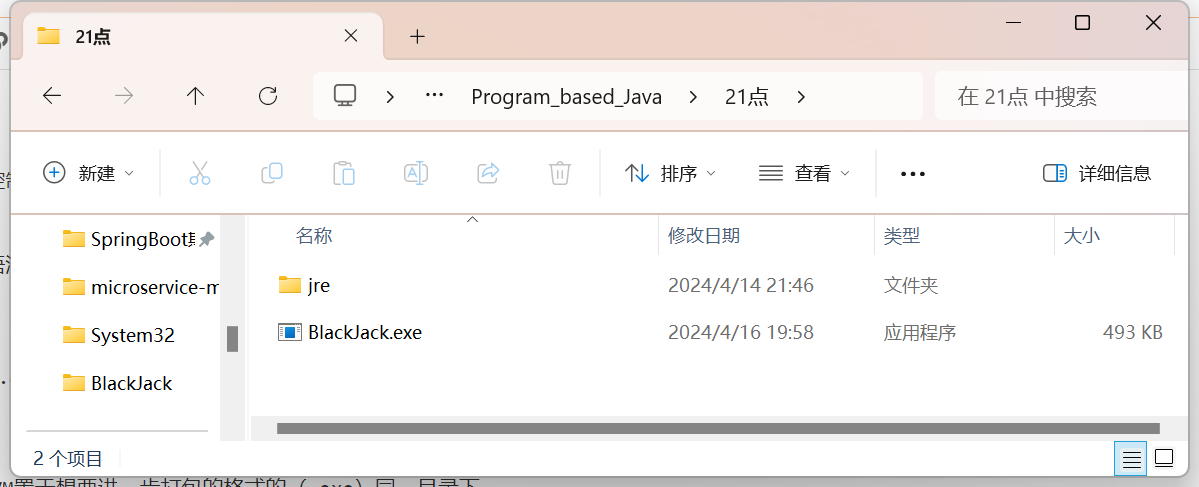 21点
Program_based_Java
21点
在 21点 中搜索
新建
排序
查看
详细信息
SpringBoot
microservice-m
System32
BlackJack
名称
修改日期
类型
大小
jre
2024/4/14 21:46
文件夹
BlackJack.exe
2024/4/16 19:58
应用程序
493 KB
2 个项目